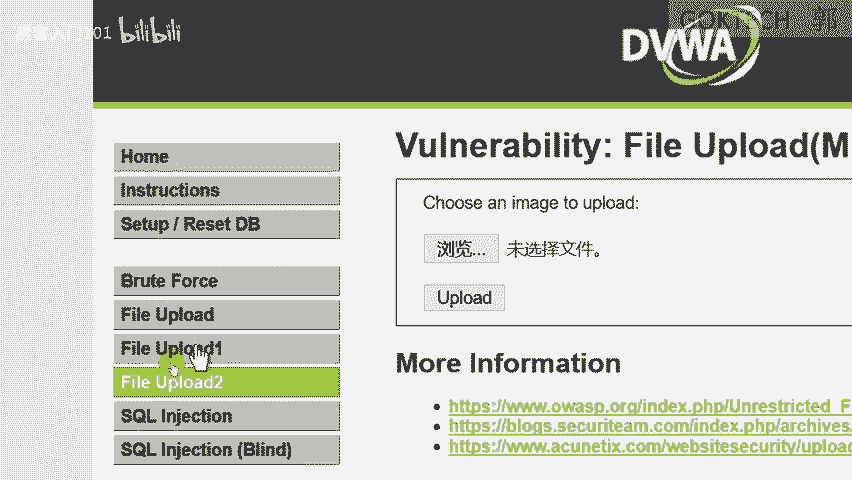 bilibili
DVWA
Home
Instructions
Setup / Reset DB
Brute Force
File Upload
File Upload1
File Upload2
SQL Injection
SQL Injection (Blind)
Vulnerability: File Upload(M
Choose an image to upload:
浏览... 未选择文件。
Upload
More Information
https://www.owasp.org/index.php/Unrestricted_F
https://blogs.securiteam.com/index.php/archives/
https://www.acunetix.com/websitesecurity/upload